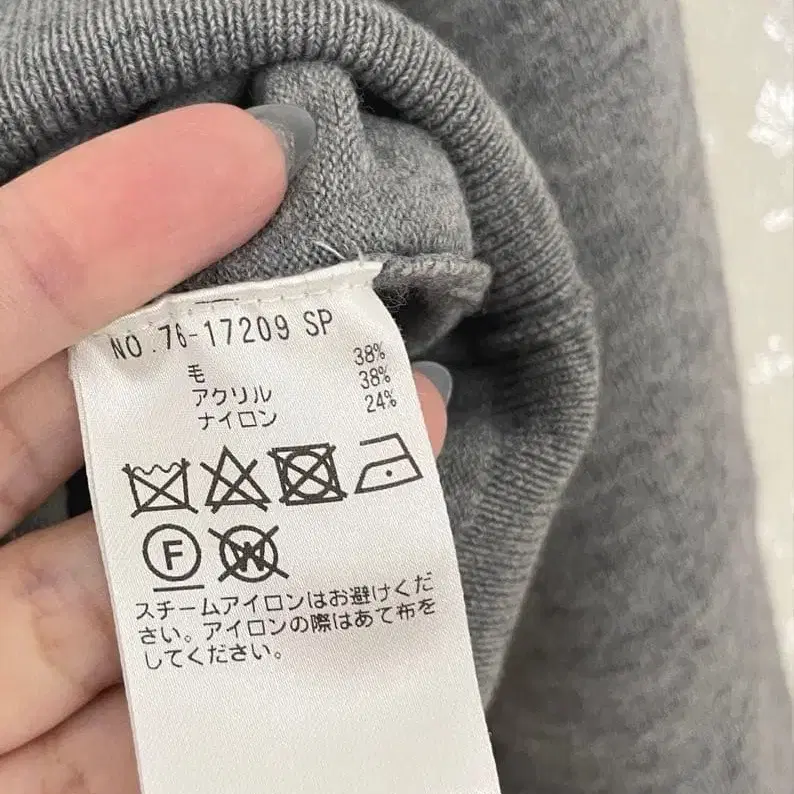 NO.76-17209 SP
毛 38%
アクリル 38%
ナイロン 24%
F W
スチームアイロンはお避けくだ
さい。アイロンの際はあて布を
してください。